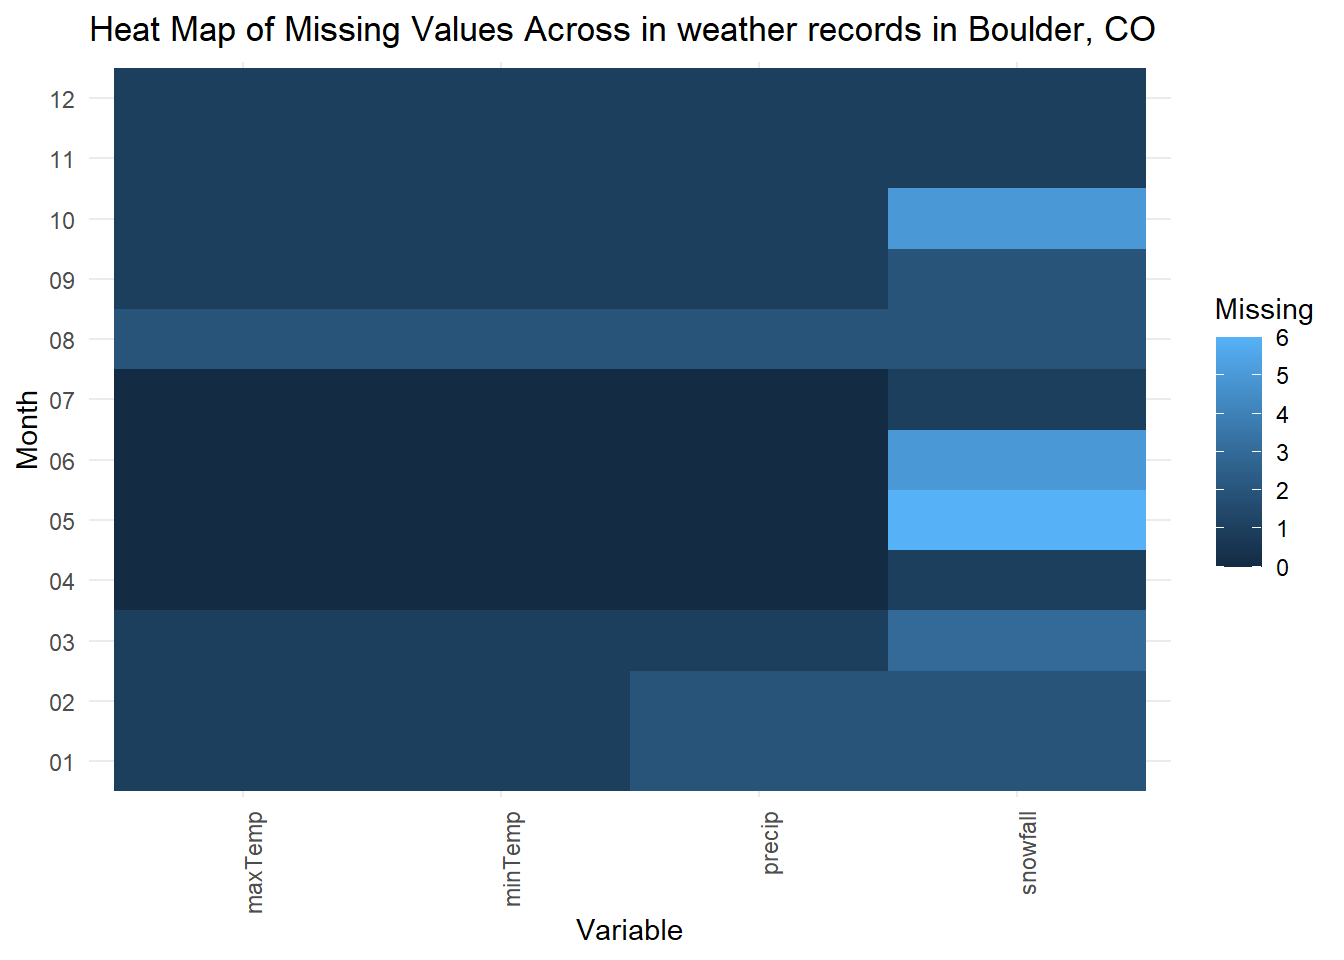 Heat Map of Missing Values Across in weather records in Boulder, CO
12
11
10
09
08
07
06
05
04
03
02
01
Month
maxTemp
minTemp
precip
snowfall
Variable
Missing
6
5
4
3
2
1
0